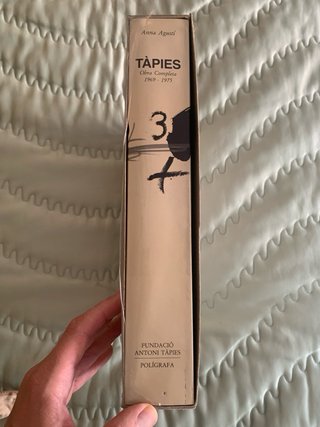 Anna Agustí
TÀPIES
Obra Completa
1969 - 1975
3
FUNDACIÓ
ANTONI TÀPIES
POLÍGRAFA